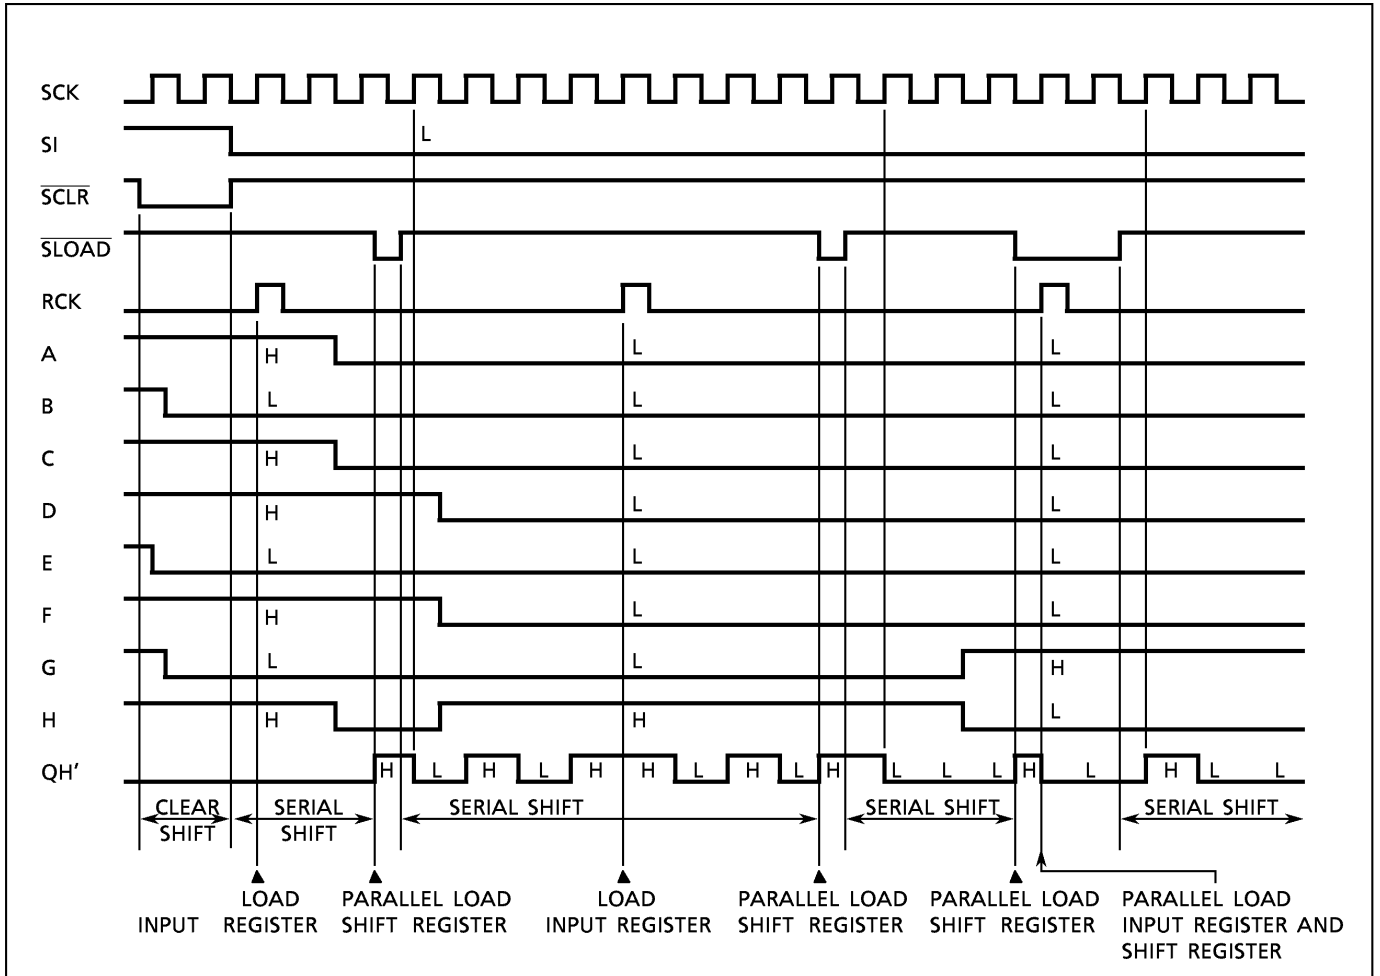 SCK
SI L
SCLR
SLOAD
RCK
A H L L
B L L L
C H L L
D H L L
E L L L
F H L L
G L L H
H H H L
QH’ H L H L H H L H L H L L L H L H L L
CLEAR SHIFT
SERIAL SHIFT
SERIAL SHIFT
SERIAL SHIFT
SERIAL SHIFT
LOAD
INPUT REGISTER
PARALLEL LOAD
SHIFT REGISTER
LOAD
INPUT REGISTER
PARALLEL LOAD
SHIFT REGISTER
PARALLEL LOAD
SHIFT REGISTER
PARALLEL LOAD
INPUT REGISTER AND
SHIFT REGISTER